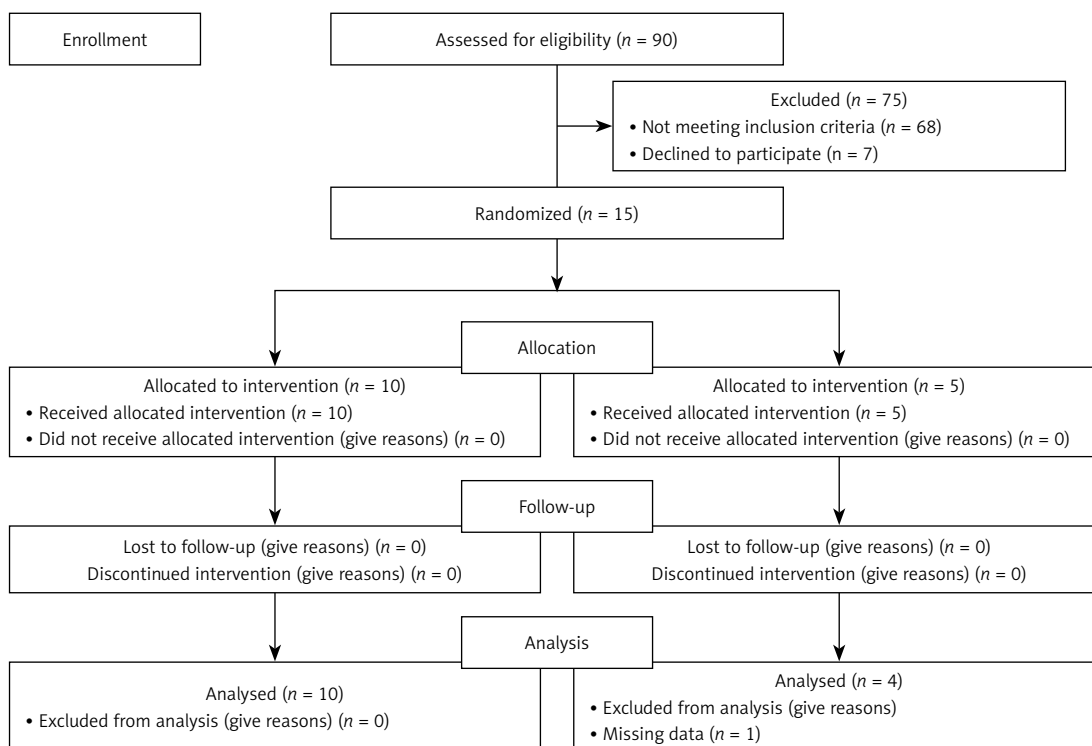 Enrollment
Assessed for eligibility (n = 90)
Excluded (n = 75)
• Not meeting inclusion criteria (n = 68)
• Declined to participate (n = 7)
Randomized (n = 15)
Allocation
Allocated to intervention (n = 10)
• Received allocated intervention (n = 10)
• Did not receive allocated intervention (give reasons) (n = 0)
Allocated to intervention (n = 5)
• Received allocated intervention (n = 5)
• Did not receive allocated intervention (give reasons) (n = 0)
Follow-up
Lost to follow-up (give reasons) (n = 0)
Discontinued intervention (give reasons) (n = 0)
Lost to follow-up (give reasons) (n = 0)
Discontinued intervention (give reasons) (n = 0)
Analysis
Analysed (n = 10)
• Excluded from analysis (give reasons) (n = 0)
Analysed (n = 4)
• Excluded from analysis (give reasons)
• Missing data (n = 1)